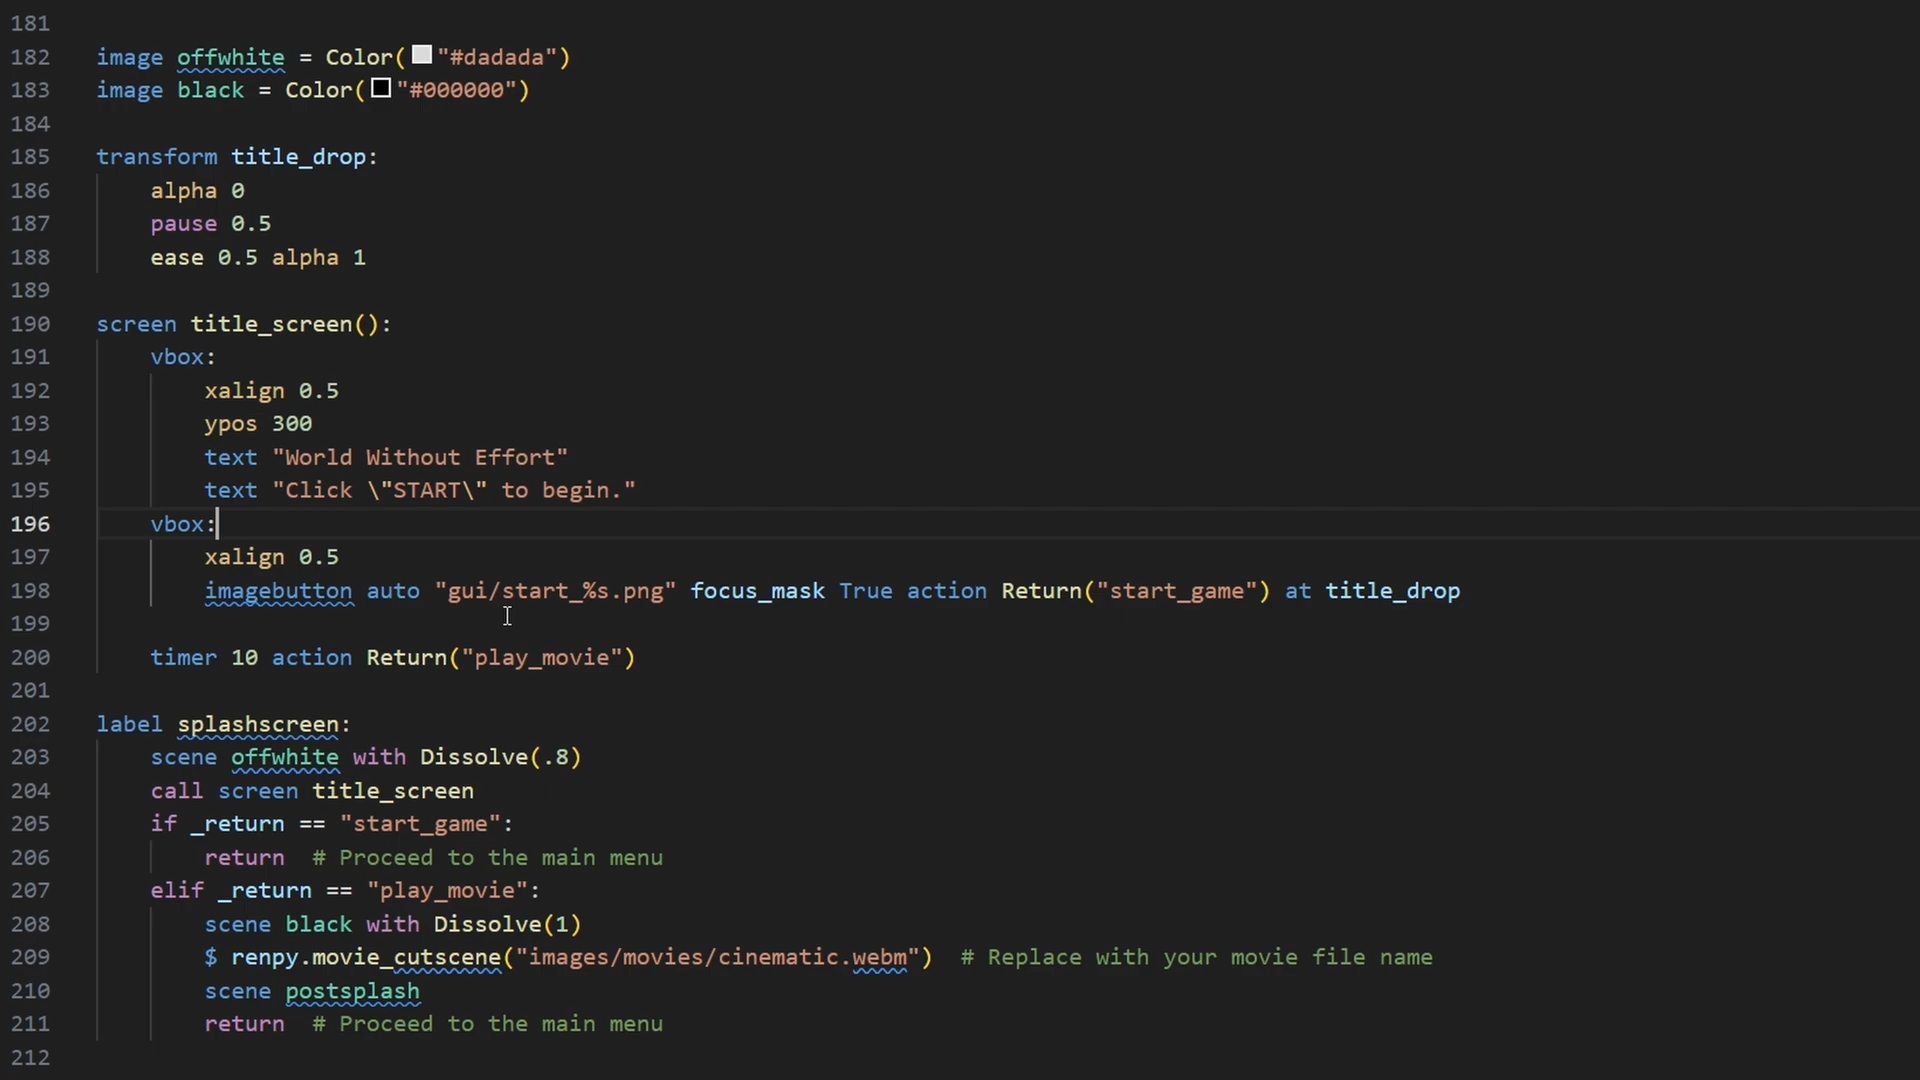 181
182 image offwhite = Color("#dadada")
183 image black = Color("#000000")
184
185 transform title_drop:
186     alpha 0
187     pause 0.5
188     ease 0.5 alpha 1
189
190 screen title_screen():
191     vbox:
192         xalign 0.5
193         ypos 300
194         text "World Without Effort"
195         text "Click \"START\" to begin."
196     vbox:
197         xalign 0.5
198         imagebutton auto "gui/start_%s.png" focus_mask True action Return("start_game") at title_drop
199
200     timer 10 action Return("play_movie")
201
202 label splashscreen:
203     scene offwhite with Dissolve(.8)
204     call screen title_screen
205     if _return == "start_game":
206         return  # Proceed to the main menu
207     elif _return == "play_movie":
208         scene black with Dissolve(1)
209         $ renpy.movie_cutscene("images/movies/cinematic.webm")  # Replace with your movie file name
210         scene postsplash
211         return  # Proceed to the main menu
212